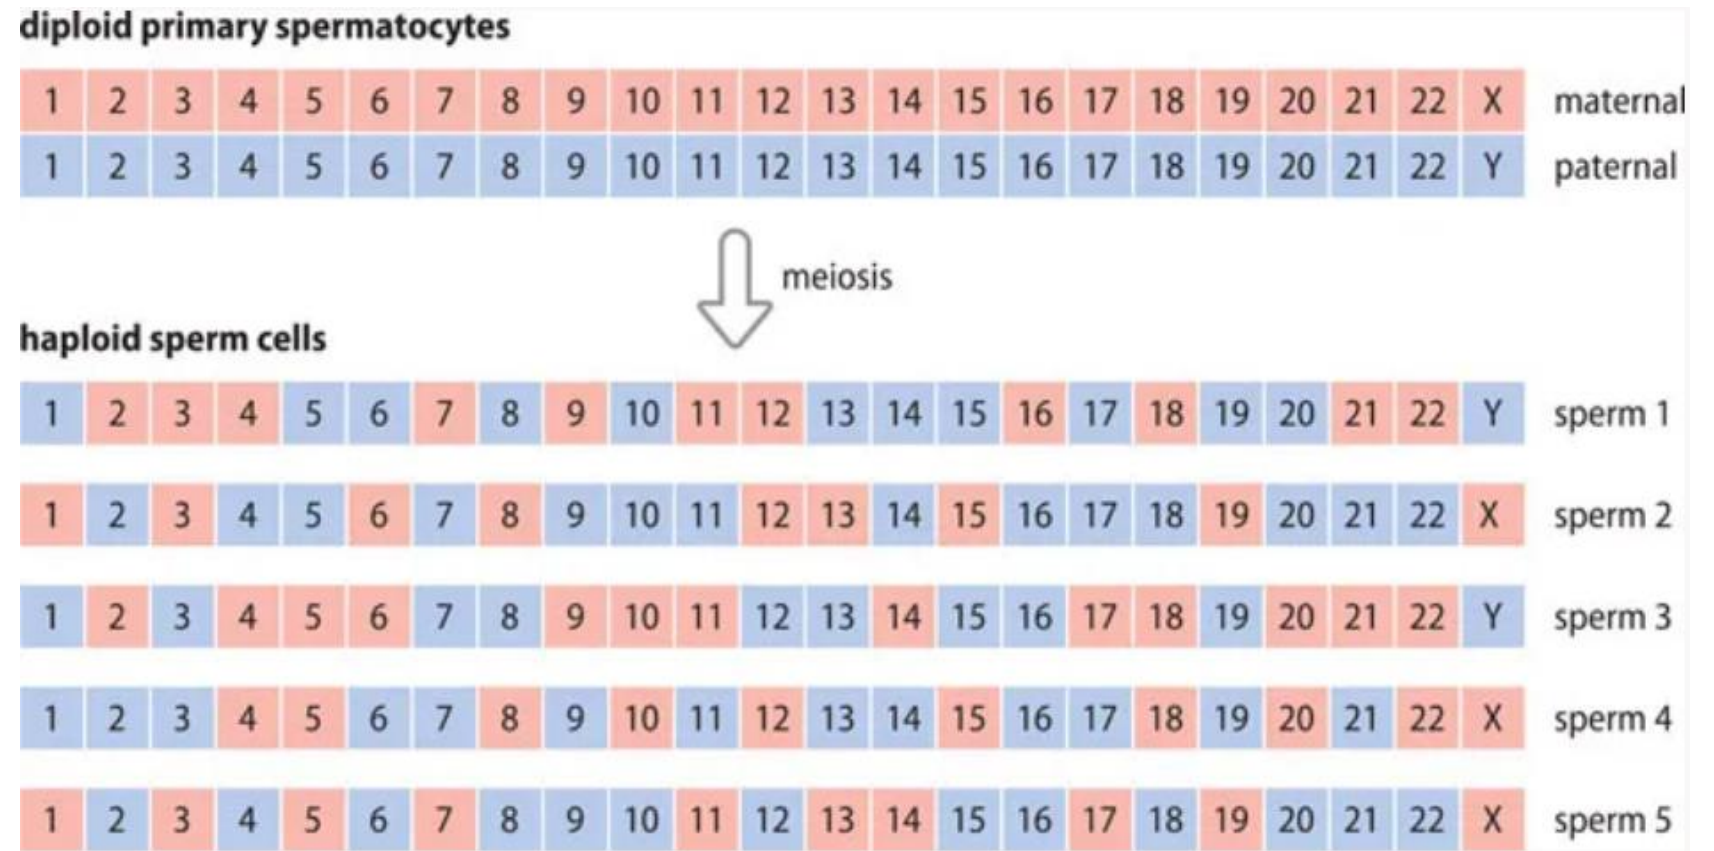 diploid primary spermatocytes
1 2 3 4 5 6 7 8 9 10 11 12 13 14 15 16 17 18 19 20 21 22 X maternal
1 2 3 4 5 6 7 8 9 10 11 12 13 14 15 16 17 18 19 20 21 22 Y paternal
meiosis
haploid sperm cells
1 2 3 4 5 6 7 8 9 10 11 12 13 14 15 16 17 18 19 20 21 22 Y sperm 1
1 2 3 4 5 6 7 8 9 10 11 12 13 14 15 16 17 18 19 20 21 22 X sperm 2
1 2 3 4 5 6 7 8 9 10 11 12 13 14 15 16 17 18 19 20 21 22 Y sperm 3
1 2 3 4 5 6 7 8 9 10 11 12 13 14 15 16 17 18 19 20 21 22 X sperm 4
1 2 3 4 5 6 7 8 9 10 11 12 13 14 15 16 17 18 19 20 21 22 X sperm 5